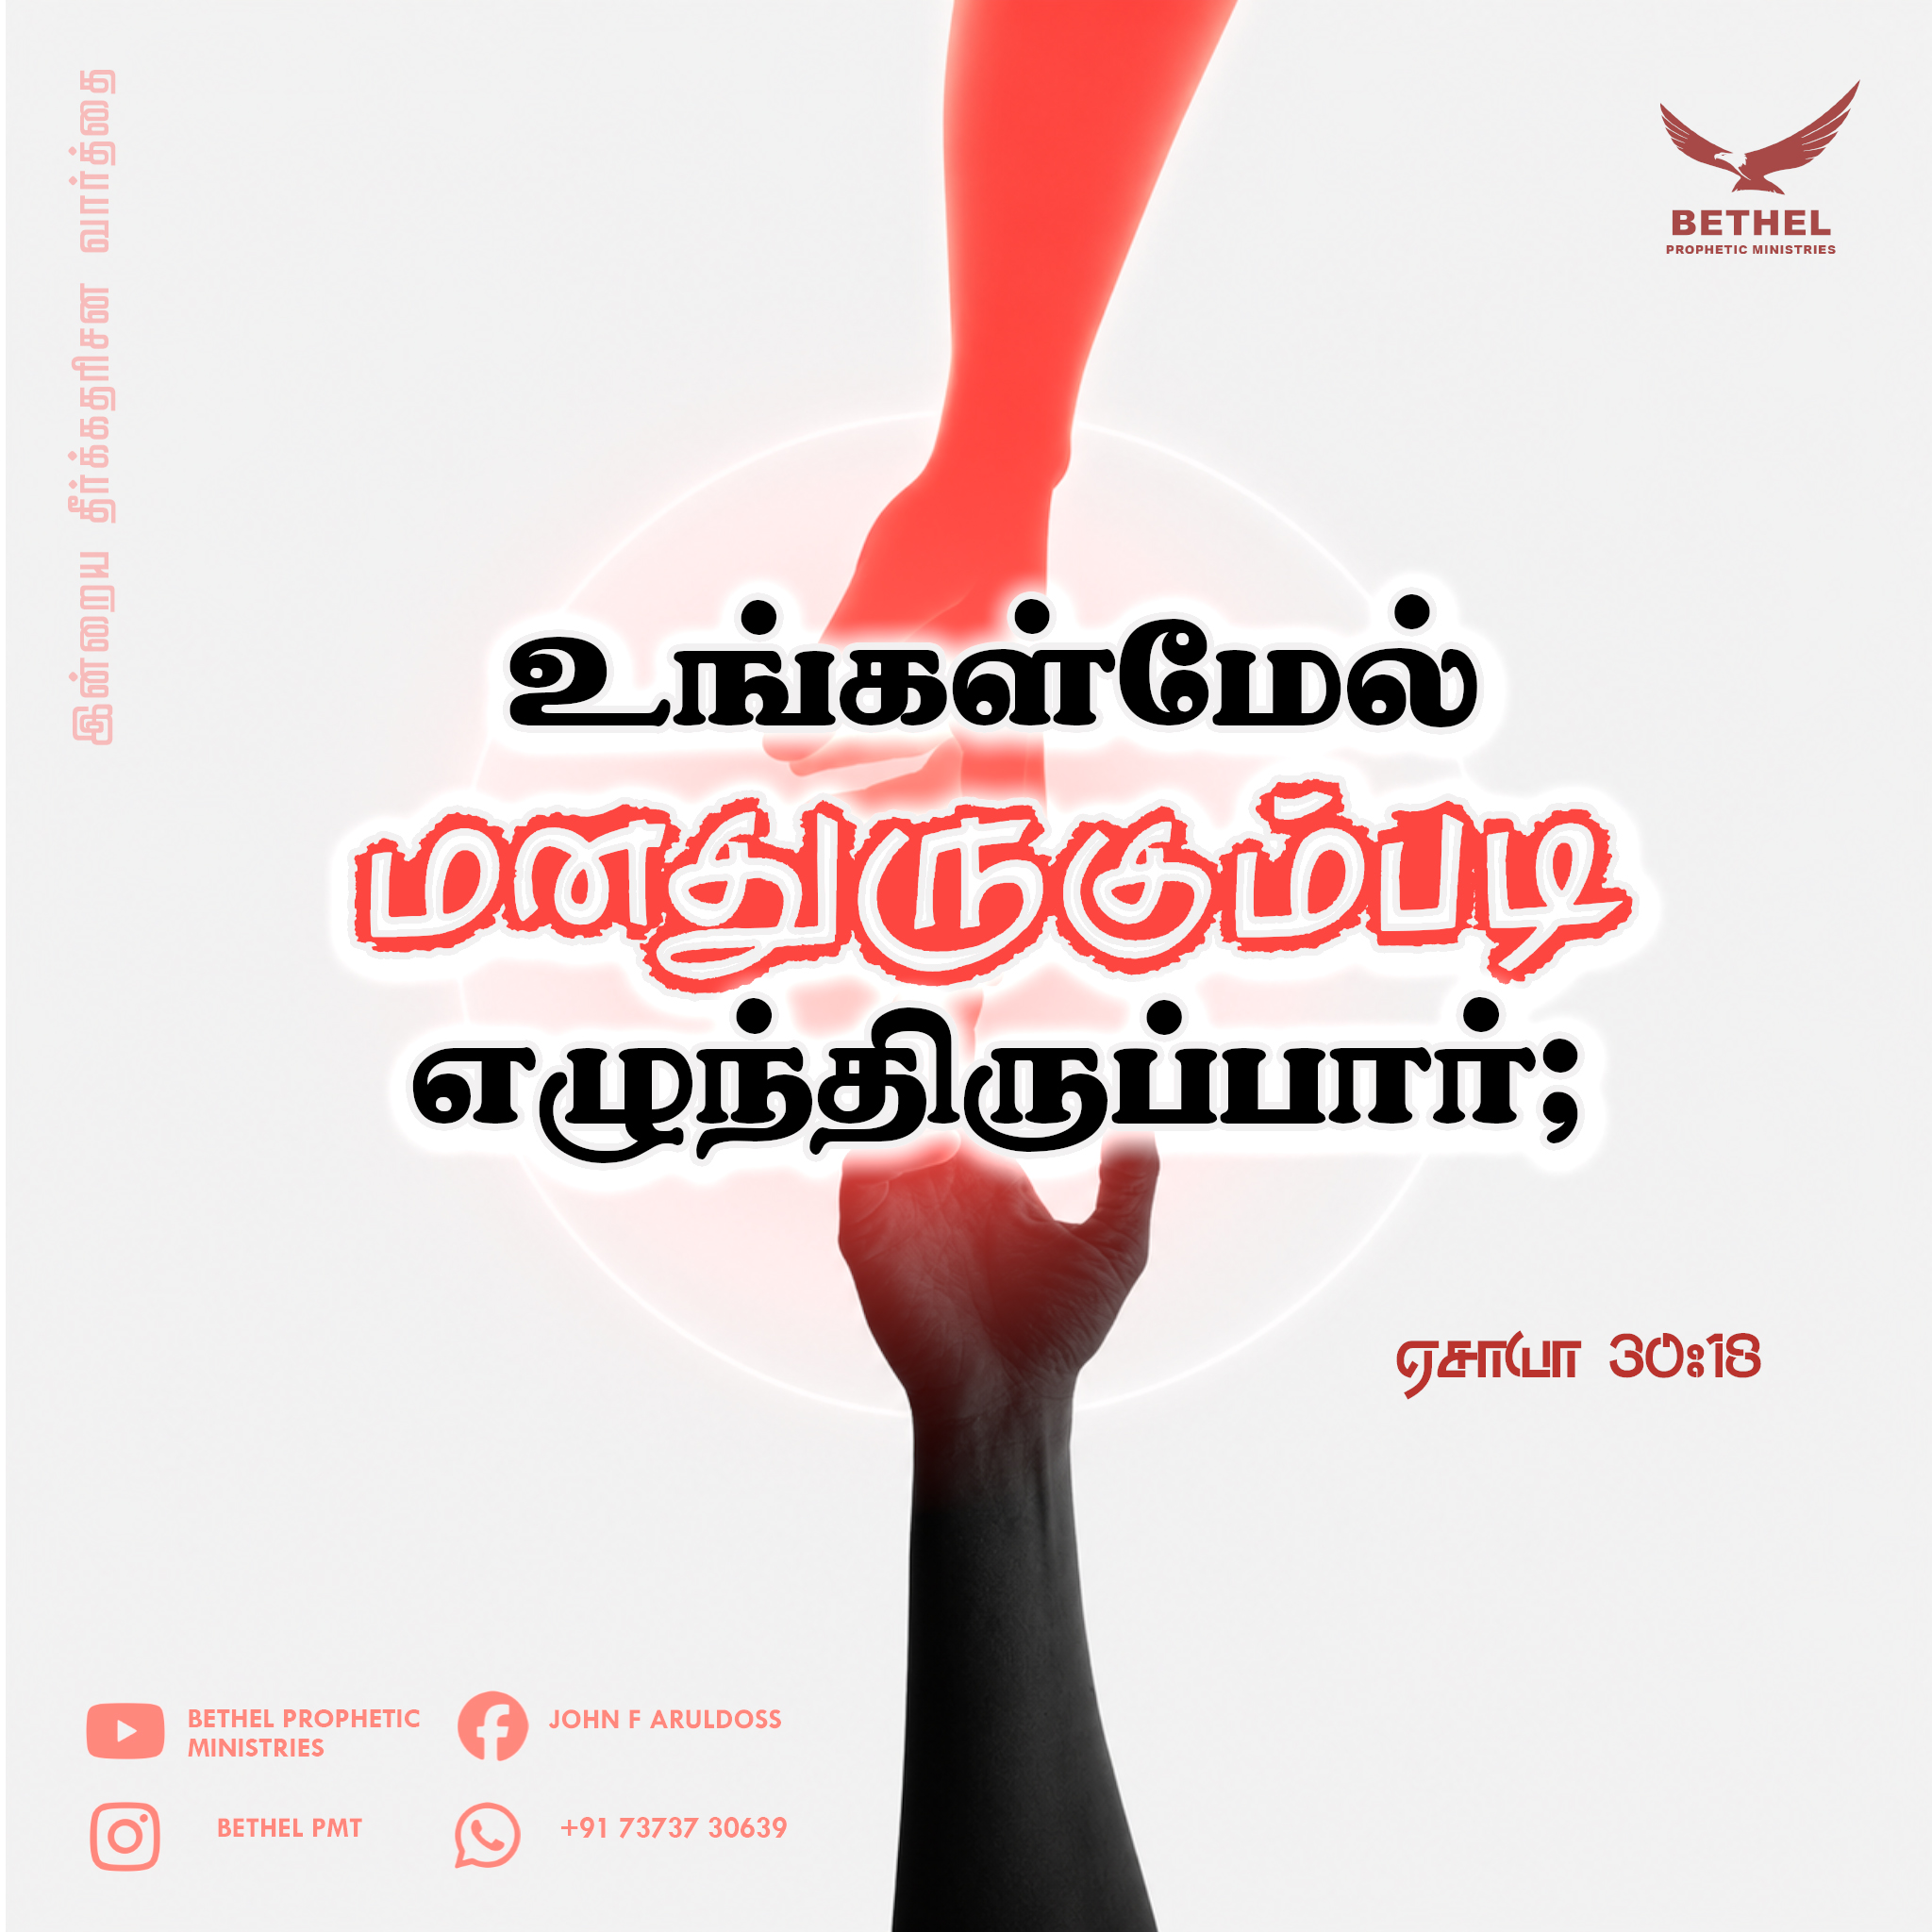 இன்றைய தீர்க்கதரிசன வார்த்தை
BETHEL
PROPHETIC MINISTRIES
உங்கள்மேல்
மனதுருகும்படி
எழுந்திருப்பார்;
ஏசாயா 30:18
BETHEL PROPHETIC
MINISTRIES
JOHN F ARULDOSS
BETHEL PMT
+91 73737 30639